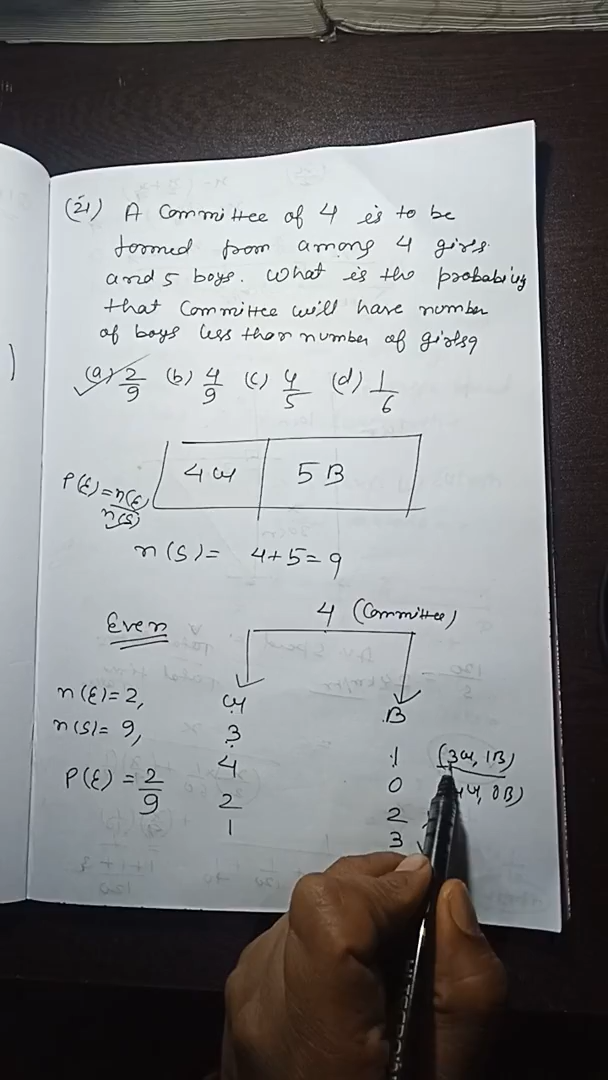 (21) A Committee of 4 is to be
formed from among 4 girls
and 5 boys. What is the probability
that Committee will have number
of boys less than number of girls?
(a) 2/9 (b) 4/9 (c) 4/5 (d) 1/6
4 G 5 B
P(E)=n(E)/n(S)
n(S)= 4+5=9
4 (Committee)
Even
n(E)=2, G B
n(S)=9, 3 1 (3G, 1B)
P(E)=2/9 4 0 4G, 0B)
2 2
1 3